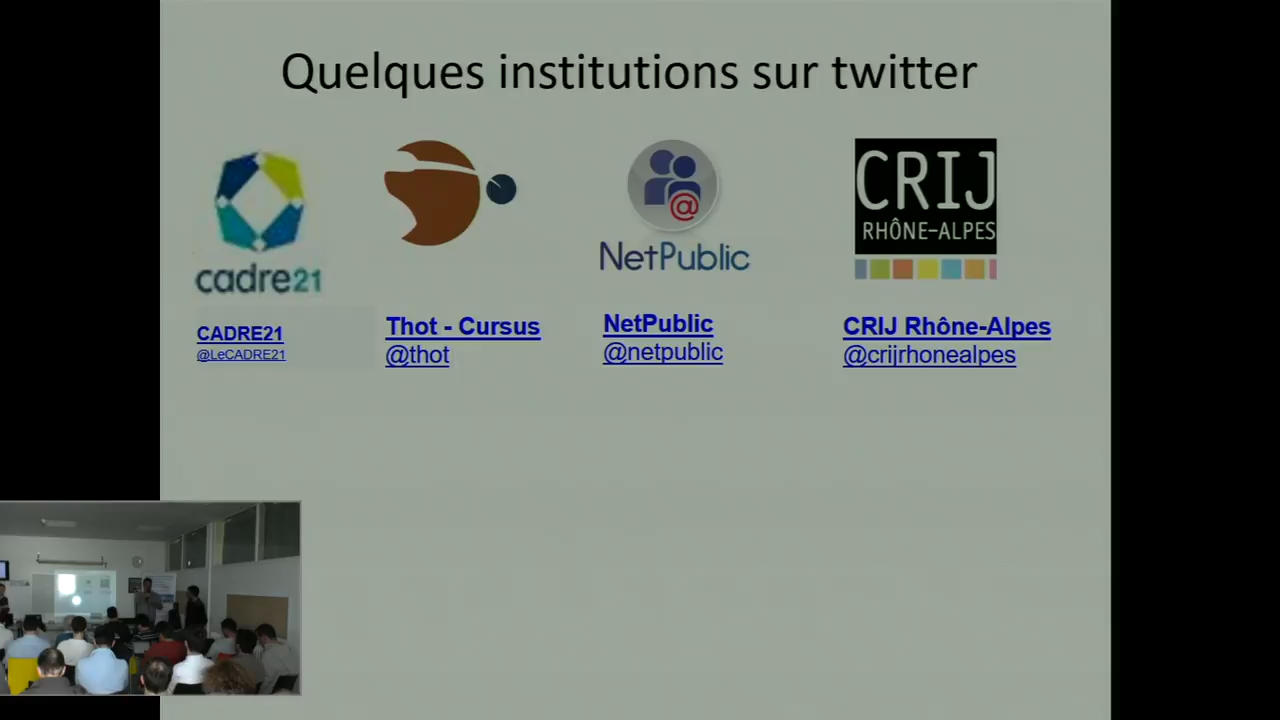 Quelques institutions sur twitter
cadre21
NetPublic
CRIJ
RHÔNE-ALPES
CADRE21
@LeCADRE21
Thot - Cursus
@thot
NetPublic
@netpublic
CRIJ Rhône-Alpes
@crijrhonealpes